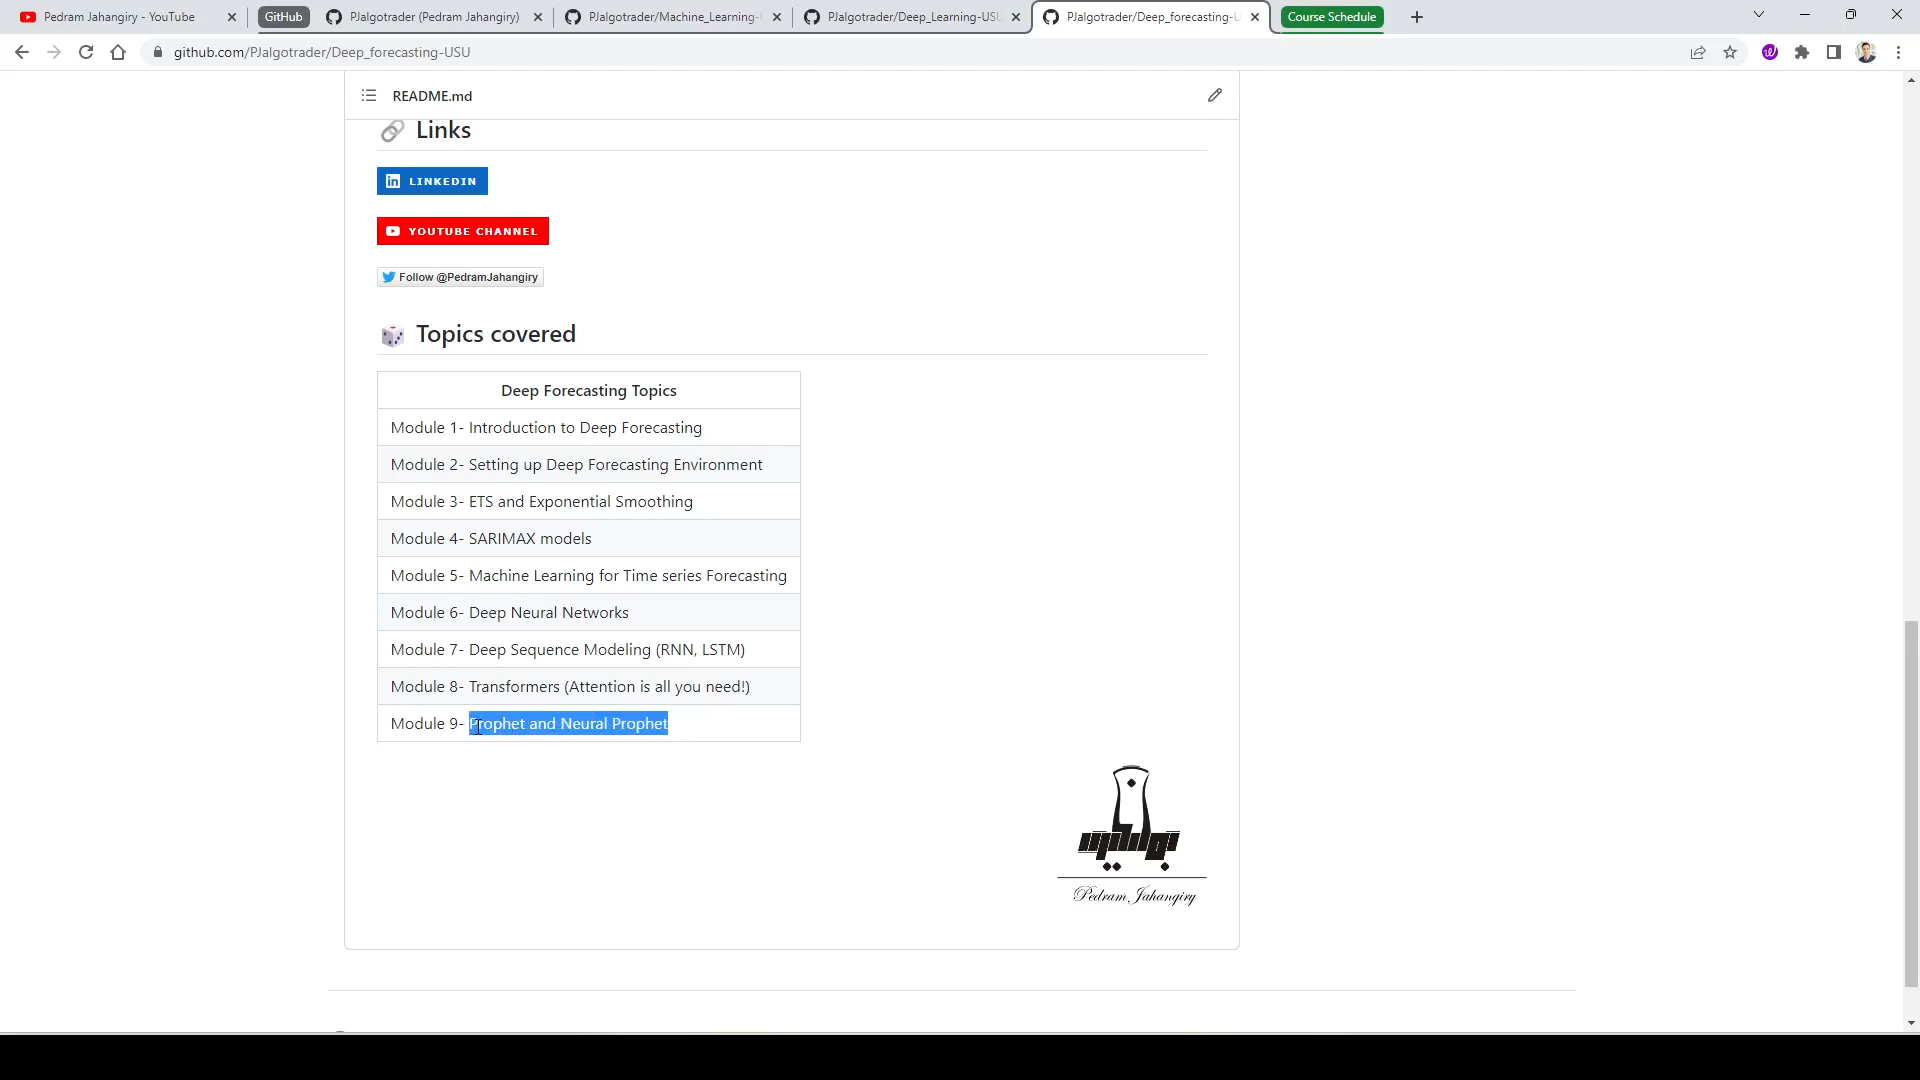 Pedram Jahangiry - YouTube
GitHub
PJalgotrader (Pedram Jahangiry)
PJalgotrader/Machine_Learning-
PJalgotrader/Deep_Learning-USU
PJalgotrader/Deep_forecasting-U
Course Schedule
github.com/PJalgotrader/Deep_forecasting-USU
README.md
Links
LINKEDIN
YOUTUBE CHANNEL
Follow @PedramJahangiry
Topics covered
Deep Forecasting Topics
Module 1- Introduction to Deep Forecasting
Module 2- Setting up Deep Forecasting Environment
Module 3- ETS and Exponential Smoothing
Module 4- SARIMAX models
Module 5- Machine Learning for Time series Forecasting
Module 6- Deep Neural Networks
Module 7- Deep Sequence Modeling (RNN, LSTM)
Module 8- Transformers (Attention is all you need!)
Module 9- Prophet and Neural Prophet
Pedram Jahangiry